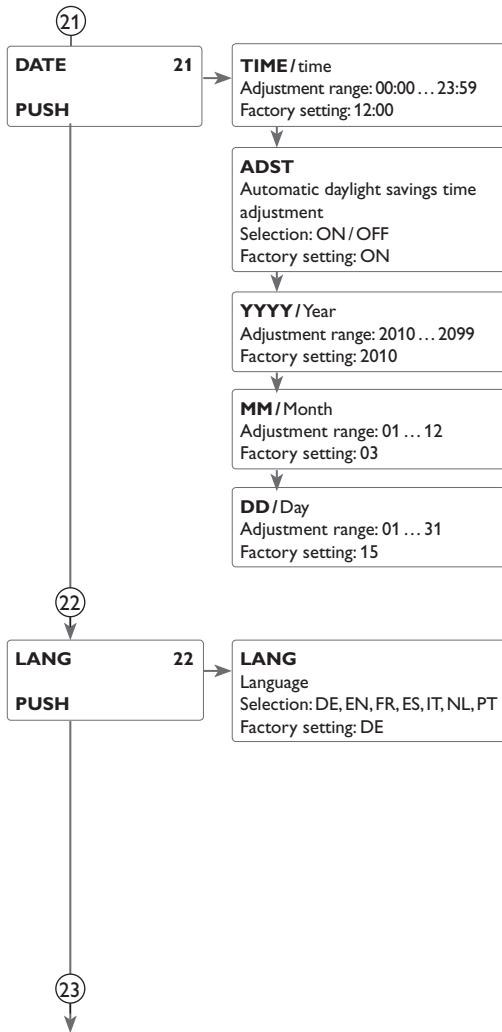 21
DATE 21
PUSH
TIME / time
Adjustment range: 00:00 ... 23:59
Factory setting: 12:00
ADST
Automatic daylight savings time
adjustment
Selection: ON / OFF
Factory setting: ON
YYYY / Year
Adjustment range: 2010 ... 2099
Factory setting: 2010
MM / Month
Adjustment range: 01 ... 12
Factory setting: 03
DD / Day
Adjustment range: 01 ... 31
Factory setting: 15
22
LANG 22
PUSH
LANG
Language
Selection: DE, EN, FR, ES, IT, NL, PT
Factory setting: DE
23